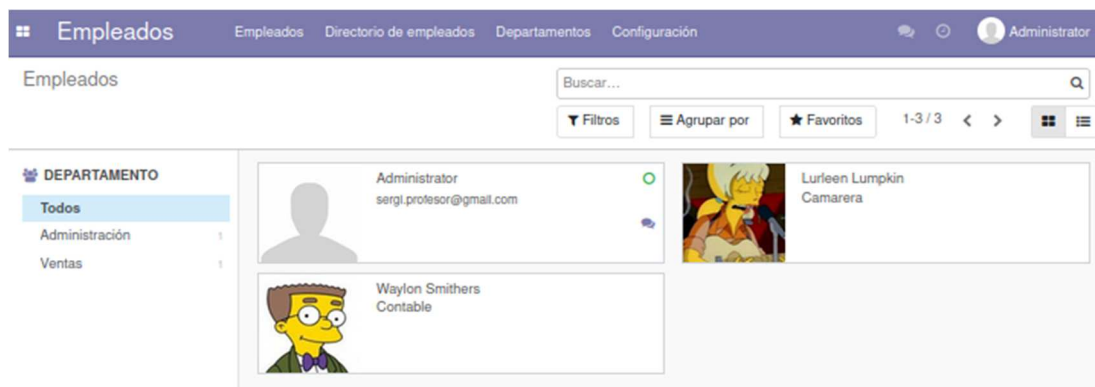 Empleados Empleados Directorio de empleados Departamentos Configuración Administrator
Empleados
Buscar...
Filtros Agrupar por Favoritos 1-3 / 3
DEPARTAMENTO
Todos
Administración 1
Ventas 1
Administrator
sergi.profesor@gmail.com
Lurleen Lumpkin
Camarera
Waylon Smithers
Contable